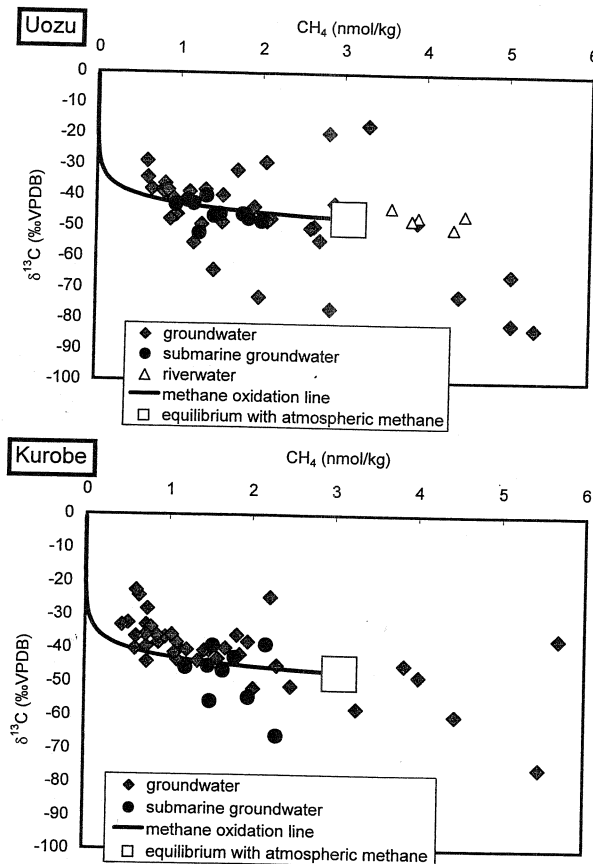 Uozu
CH4 (nmol/kg)
0 1 2 3 4 5 6
0
-10
-20
-30
-40
-50
-60
-70
-80
-90
-100
δ13C (‰VPDB)
groundwater
submarine groundwater
riverwater
methane oxidation line
equilibrium with atmospheric methane
Kurobe
CH4 (nmol/kg)
0 1 2 3 4 5 6
0
-10
-20
-30
-40
-50
-60
-70
-80
-90
-100
δ13C (‰VPDB)
groundwater
submarine groundwater
methane oxidation line
equilibrium with atmospheric methane